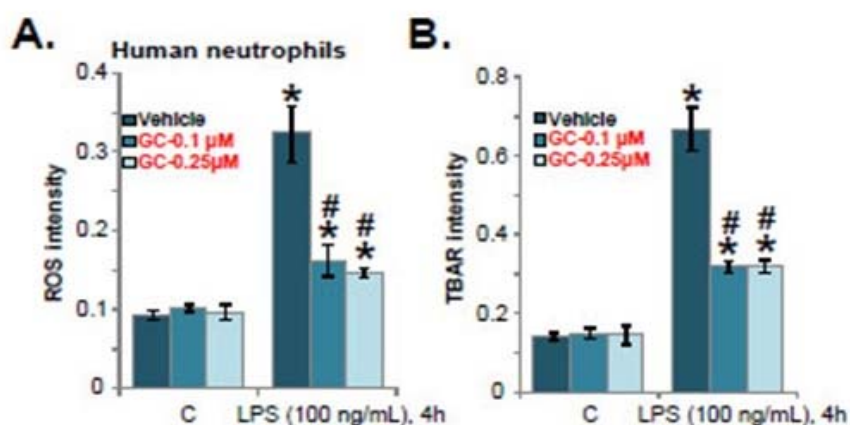 A.
Human neutrophils
ROS intensity
0.4
0.3
0.2
0.1
0
Vehicle
GC-0.1 µM
GC-0.25µM
*
#
*
#
*
C
LPS (100 ng/mL), 4h
B.
TBAR intensity
0.8
0.6
0.4
0.2
0
Vehicle
GC-0.1 µM
GC-0.25µM
*
#
*
#
*
C
LPS (100 ng/mL), 4h